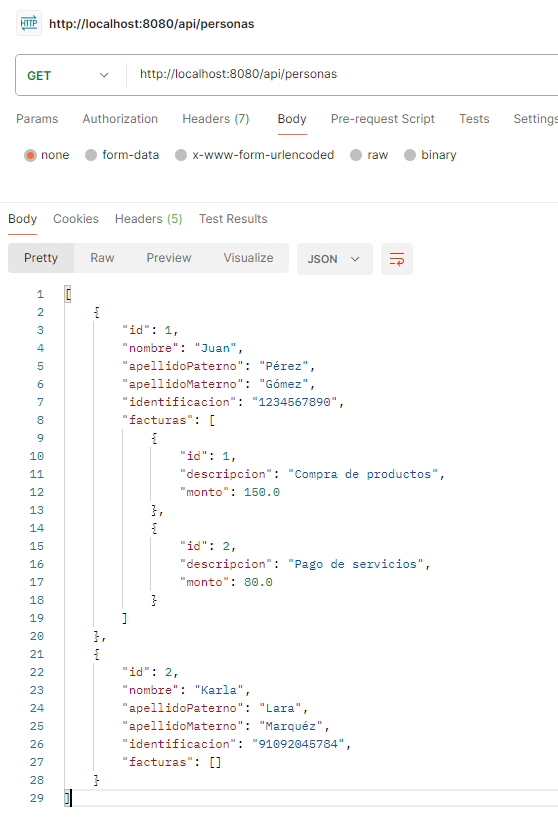 HTTP http://localhost:8080/api/personas
GET http://localhost:8080/api/personas
Params Authorization Headers (7) Body Pre-request Script Tests Settings
none form-data x-www-form-urlencoded raw binary
Body Cookies Headers (5) Test Results
Pretty Raw Preview Visualize JSON
1 [
2 {
3 "id": 1,
4 "nombre": "Juan",
5 "apellidoPaterno": "Pérez",
6 "apellidoMaterno": "Gómez",
7 "identificacion": "1234567890",
8 "facturas": [
9 {
10 "id": 1,
11 "descripcion": "Compra de productos",
12 "monto": 150.0
13 },
14 {
15 "id": 2,
16 "descripcion": "Pago de servicios",
17 "monto": 80.0
18 }
19 ]
20 },
21 {
22 "id": 2,
23 "nombre": "Karla",
24 "apellidoPaterno": "Lara",
25 "apellidoMaterno": "Marquéz",
26 "identificacion": "91092045784",
27 "facturas": []
28 }
29 ]